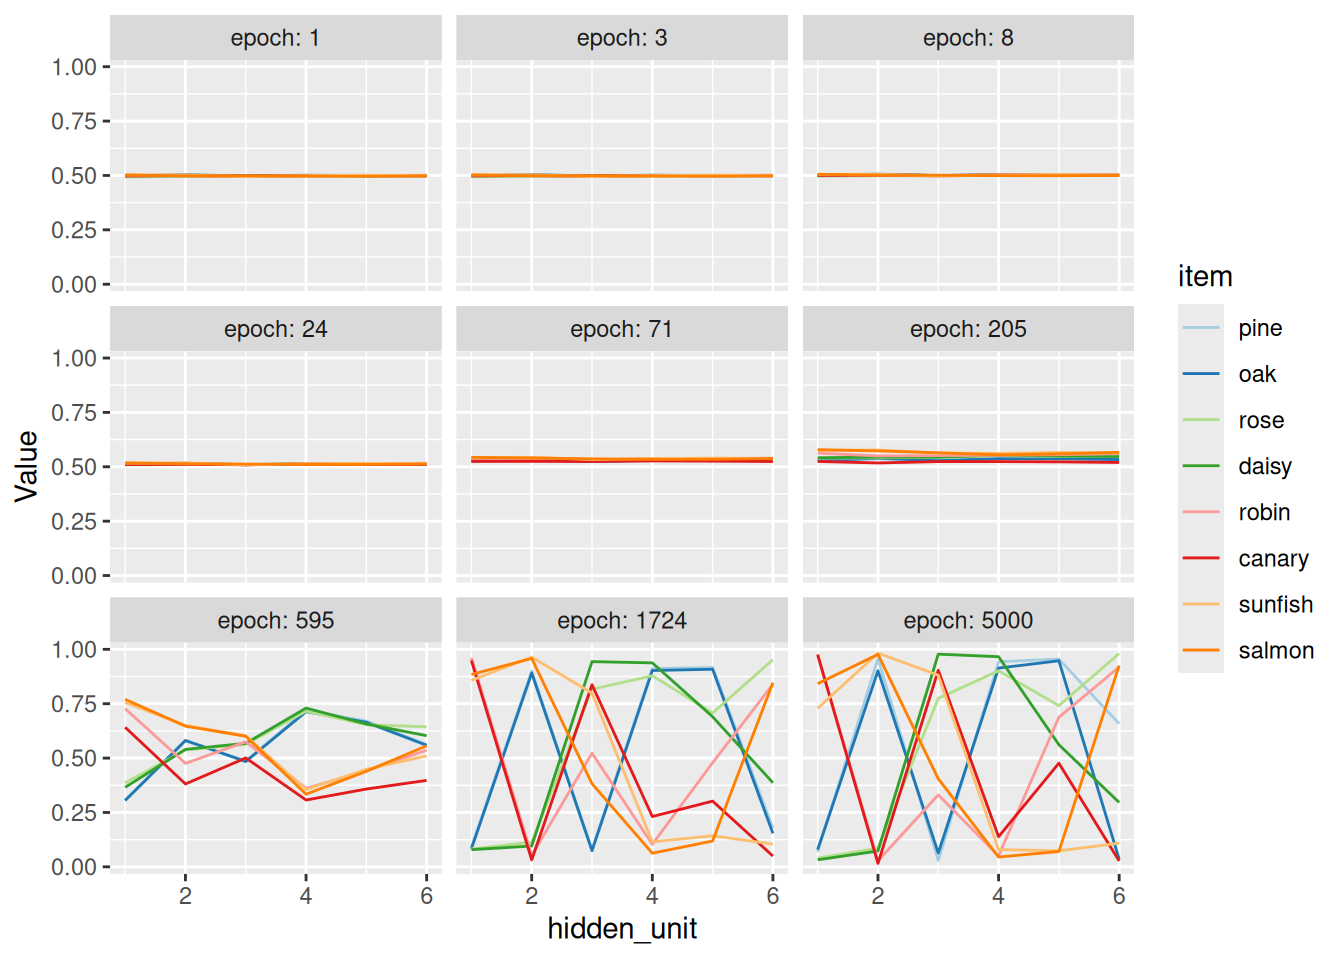 epoch: 1
epoch: 3
epoch: 8
1.00
0.75
0.50
0.25
0.00
epoch: 24
epoch: 71
epoch: 205
1.00
0.75
0.50
0.25
0.00
epoch: 595
epoch: 1724
epoch: 5000
1.00
0.75
0.50
0.25
0.00
2 4 6
2 4 6
2 4 6
hidden_unit
Value
item
pine
oak
rose
daisy
robin
canary
sunfish
salmon